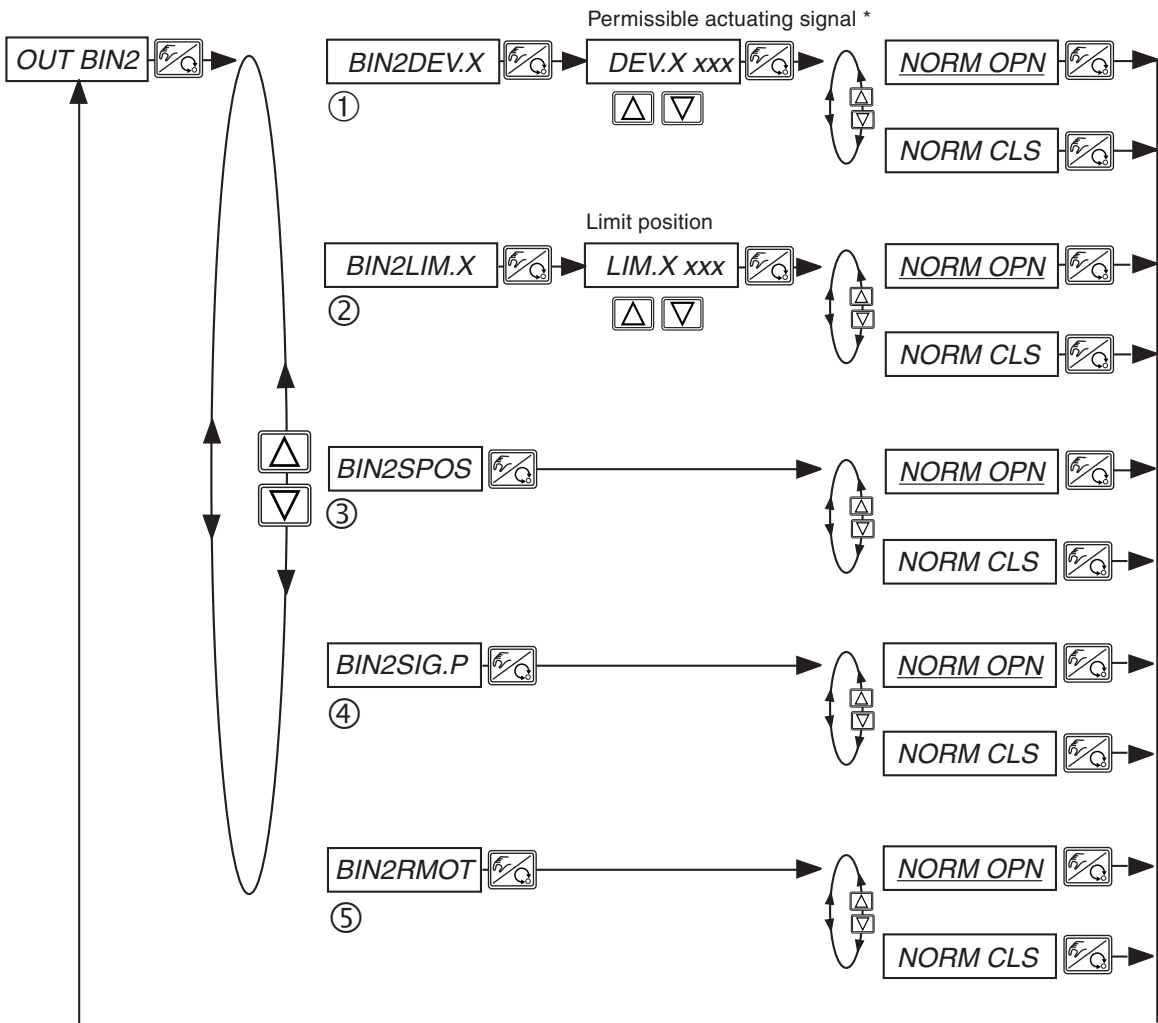 Permissible actuating signal *
OUT BIN2
BIN2DEV.X
DEV.X xxx
NORM OPN
①
NORM CLS
Limit position
BIN2LIM.X
LIM.X xxx
NORM OPN
②
NORM CLS
BIN2SPOS
NORM OPN
③
NORM CLS
BIN2SIG.P
NORM OPN
④
NORM CLS
BIN2RMOT
NORM OPN
⑤
NORM CLS